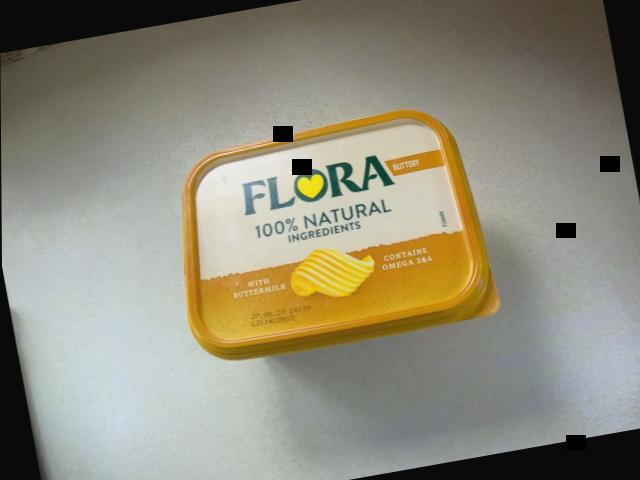 FLORA
BUTTERY
100% NATURAL
INGREDIENTS
WITH
BUTTERMILK
CONTAINS
OMEGA 3&6